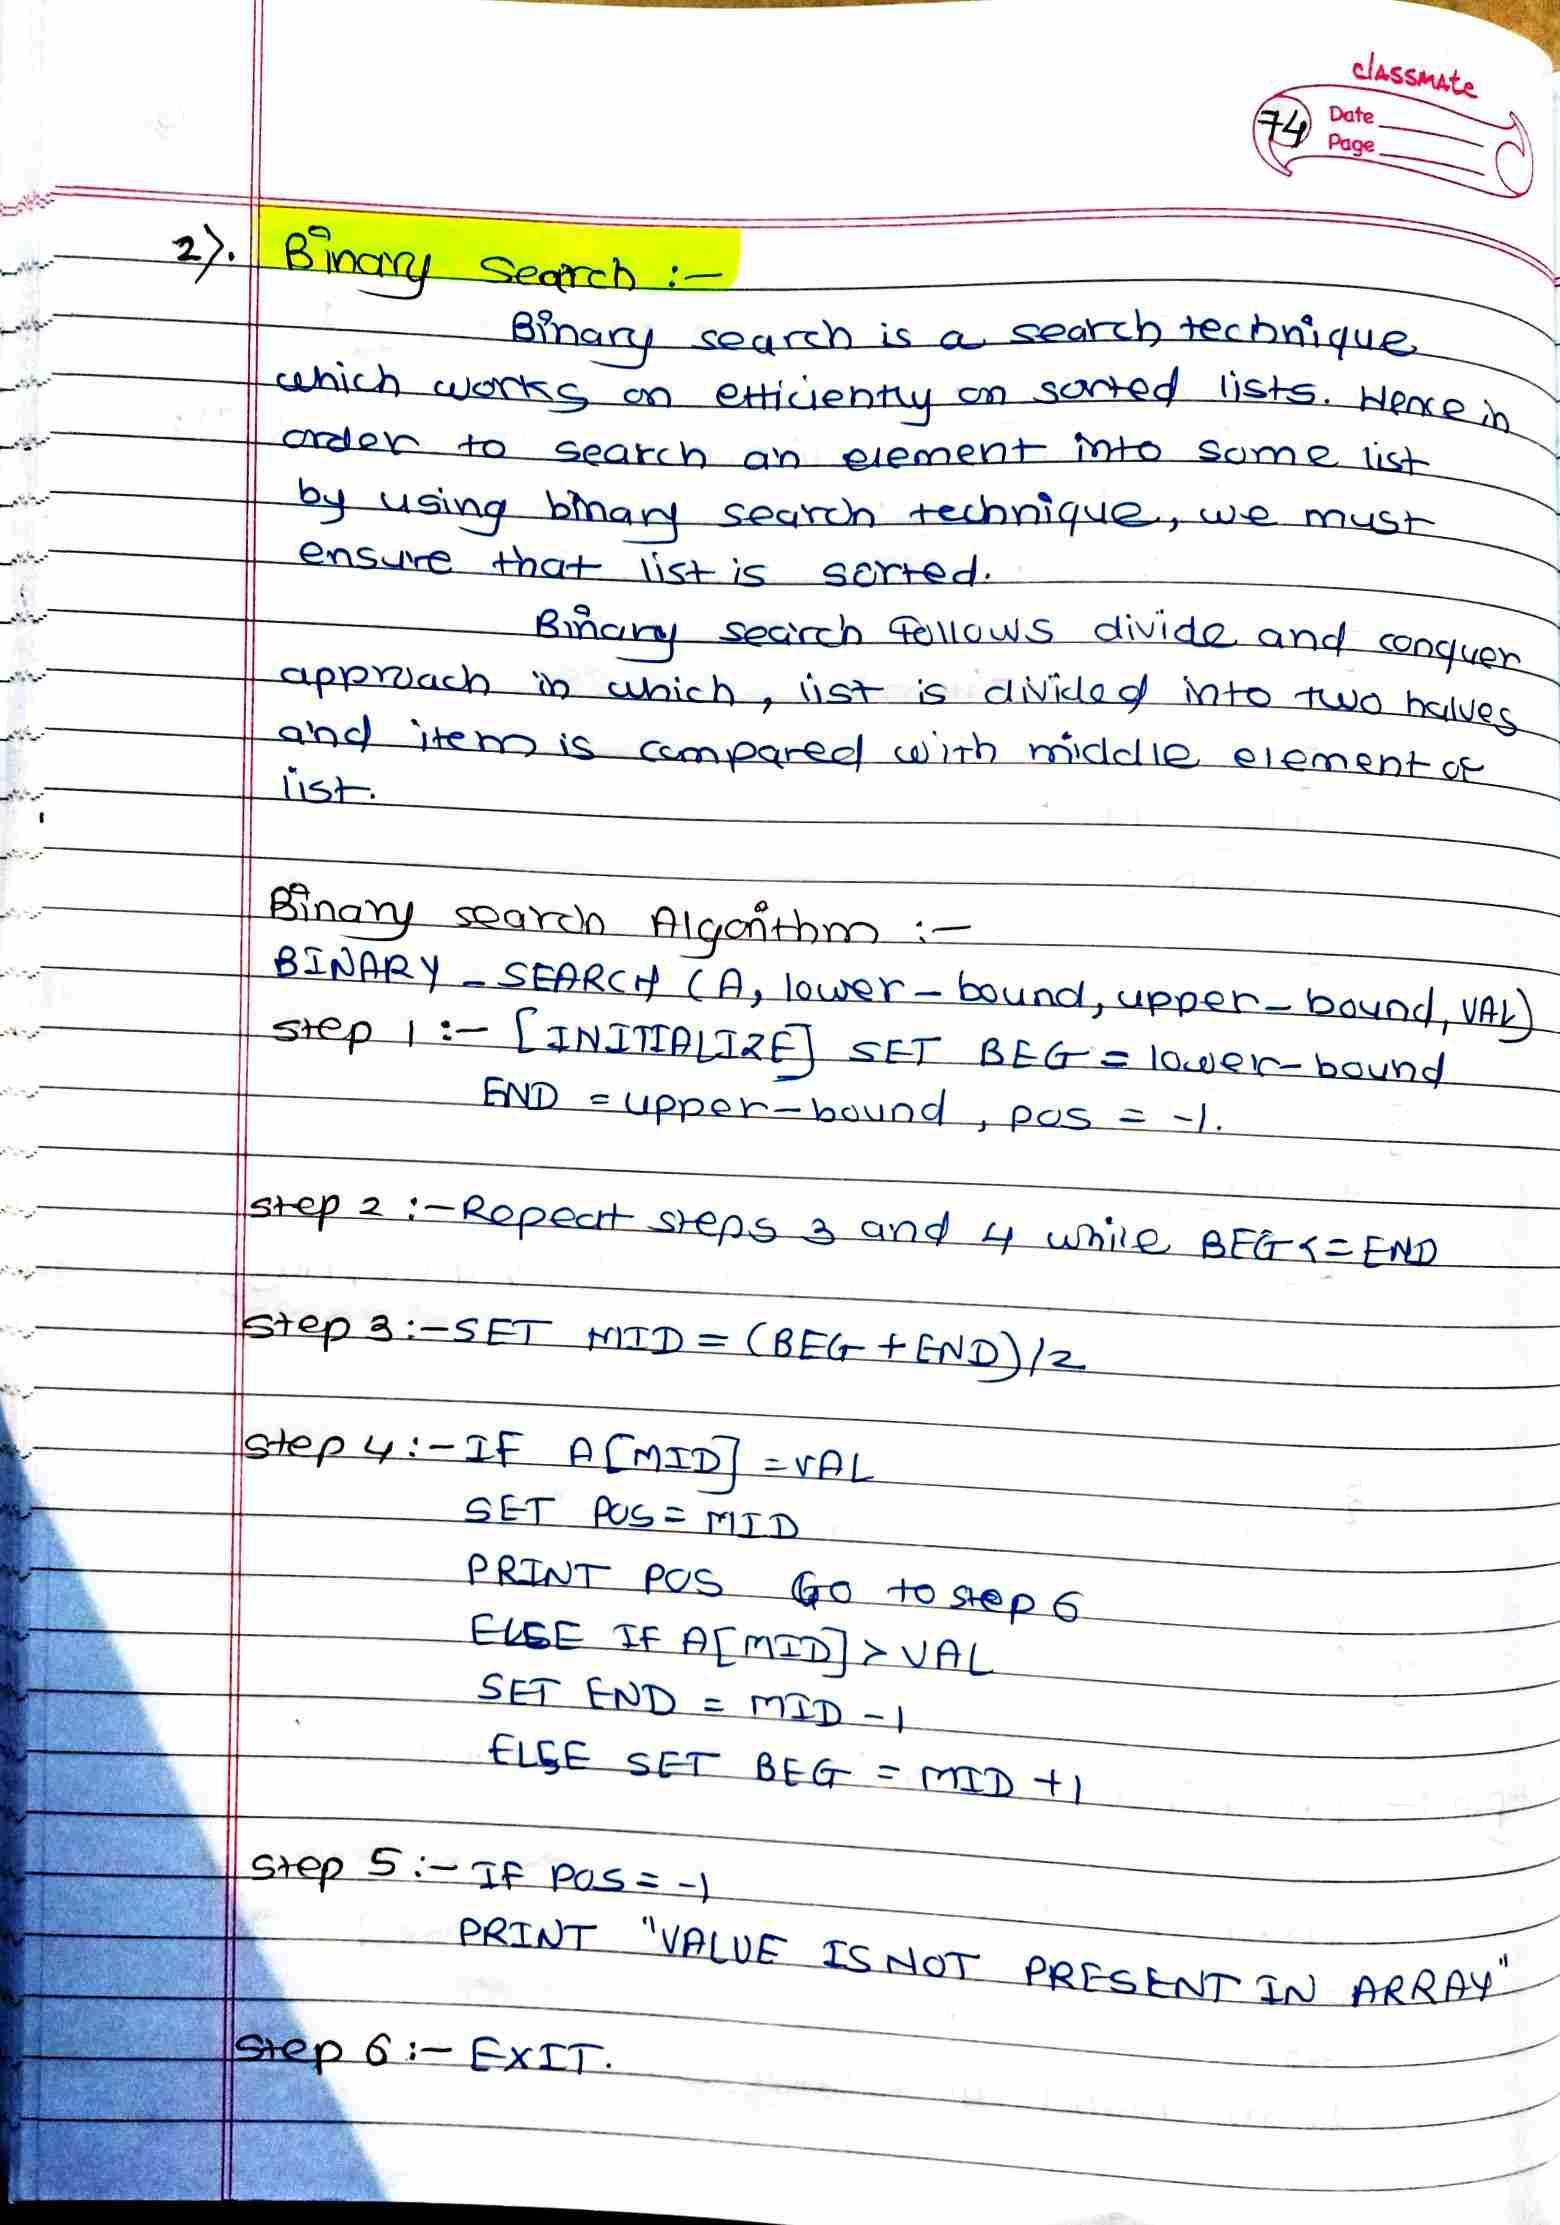 classmate
74
Date
Page
2). Binary Search :-
Binary search is a search technique
which works on efficiently on sorted lists. Hence in
order to search an element into some list
by using binary search technique, we must
ensure that list is sorted.
Binary search follows divide and conquer
approach in which, list is divided into two halves
and item is compared with middle element of
list.
Binary search Algorithm :-
BINARY - SEARCH (A, lower-bound, upper-bound, VAL)
step 1 :- [INITIALIZE] SET BEG = lower-bound
END = upper-bound, pos = -1.
step 2 :- Repeat steps 3 and 4 while BEG <= END
step 3 :- SET MID = (BEG + END)/2
step 4 :- IF A[MID] = VAL
SET POS = MID
PRINT POS Go to step 6
ELSE IF A[MID] > VAL
SET END = MID - 1
ELSE SET BEG = MID + 1
step 5 :- IF POS = -1
PRINT "VALUE IS NOT PRESENT IN ARRAY"
step 6 :- EXIT.